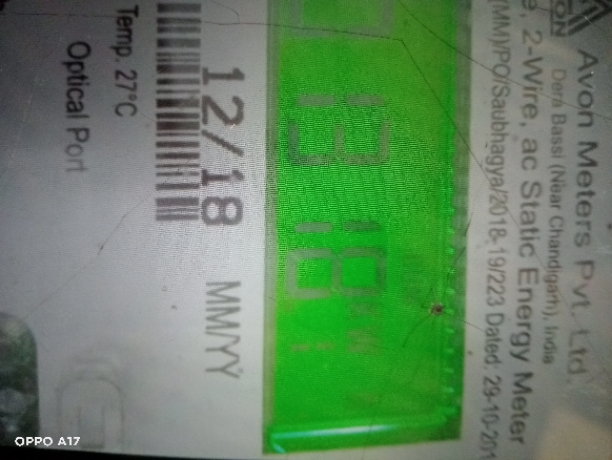 Avon Meters Pvt. Ltd.
Dera Bassi (Near Chandigarh), India
2-Wire, ac Static Energy Meter
(MM)/PO/Saubhagya/2018-19/223 Dated: 29-10-201
12/18 MM/YY
Temp. 27°C
Optical Port
OPPO A17